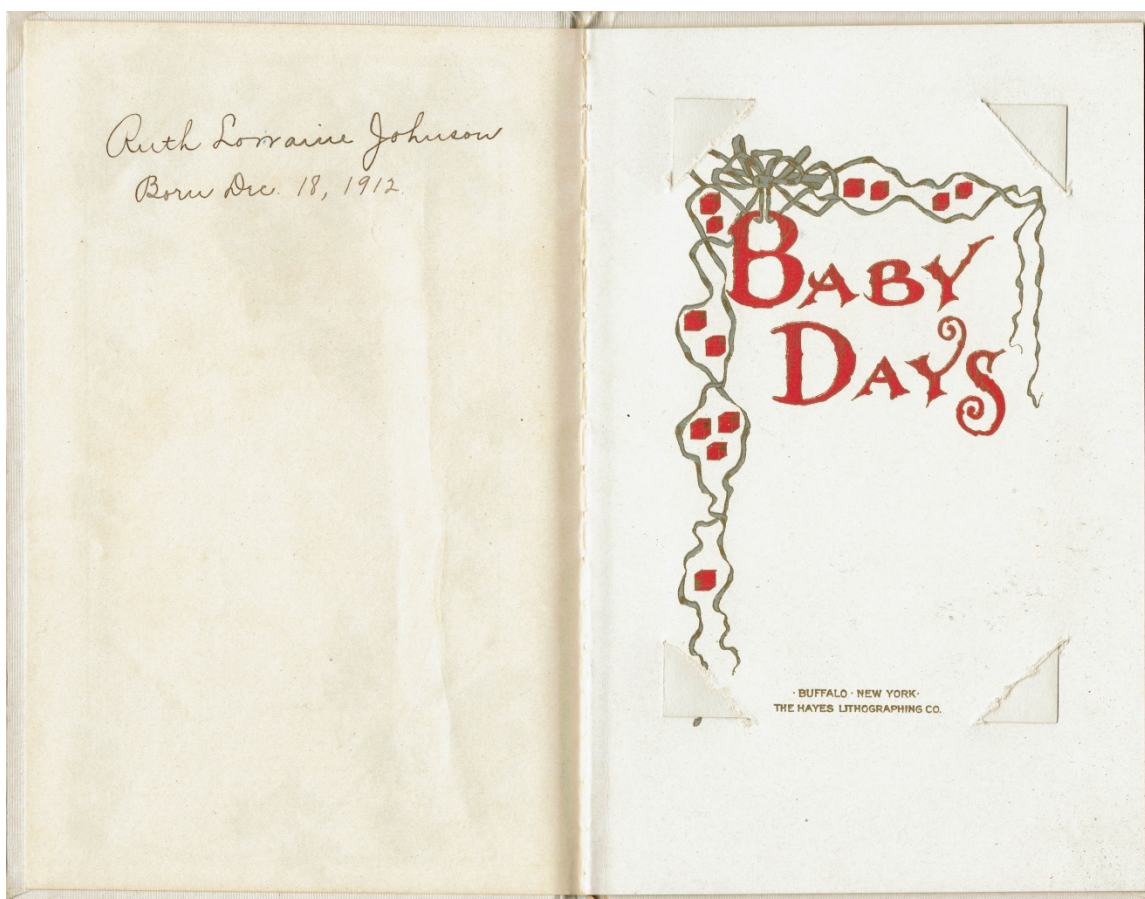 Ruth Lorraine Johnson
Born Dec. 18, 1912.
BABY
DAYS
· BUFFALO · NEW YORK ·
THE HAYES LITHOGRAPHING CO.